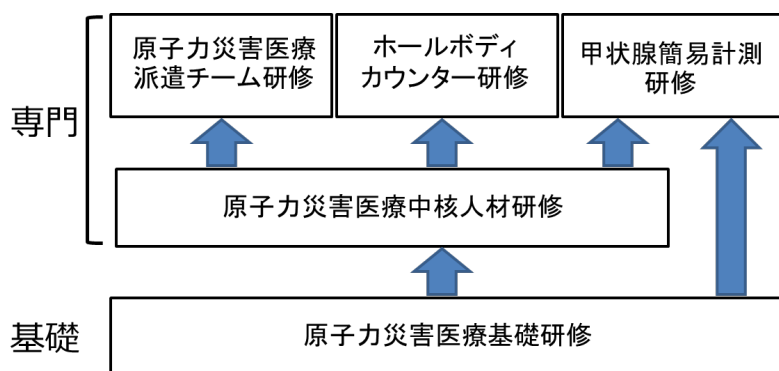 専門
原子力災害医療
派遣チーム研修
ホールボディ
カウンター研修
甲状腺簡易計測
研修
原子力災害医療中核人材研修
基礎
原子力災害医療基礎研修